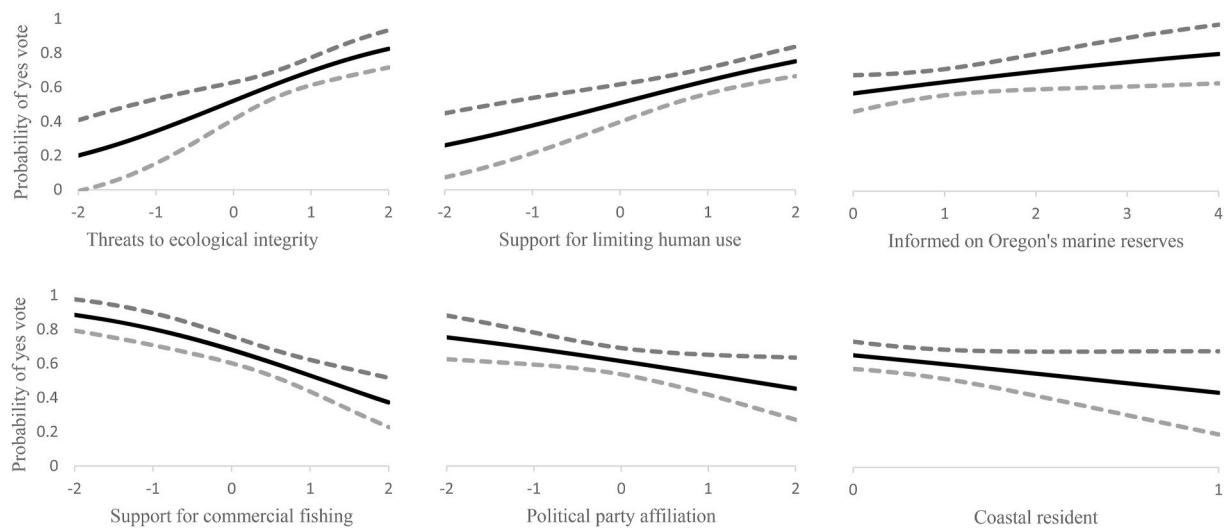 Probability of yes vote
1
0.8
0.6
0.4
0.2
0
-2 -1 0 1 2
Threats to ecological integrity
-2 -1 0 1 2
Support for limiting human use
0 1 2 3 4
Informed on Oregon's marine reserves
Probability of yes vote
1
0.8
0.6
0.4
0.2
0
-2 -1 0 1 2
Support for commercial fishing
-2 -1 0 1 2
Political party affiliation
0 1
Coastal resident